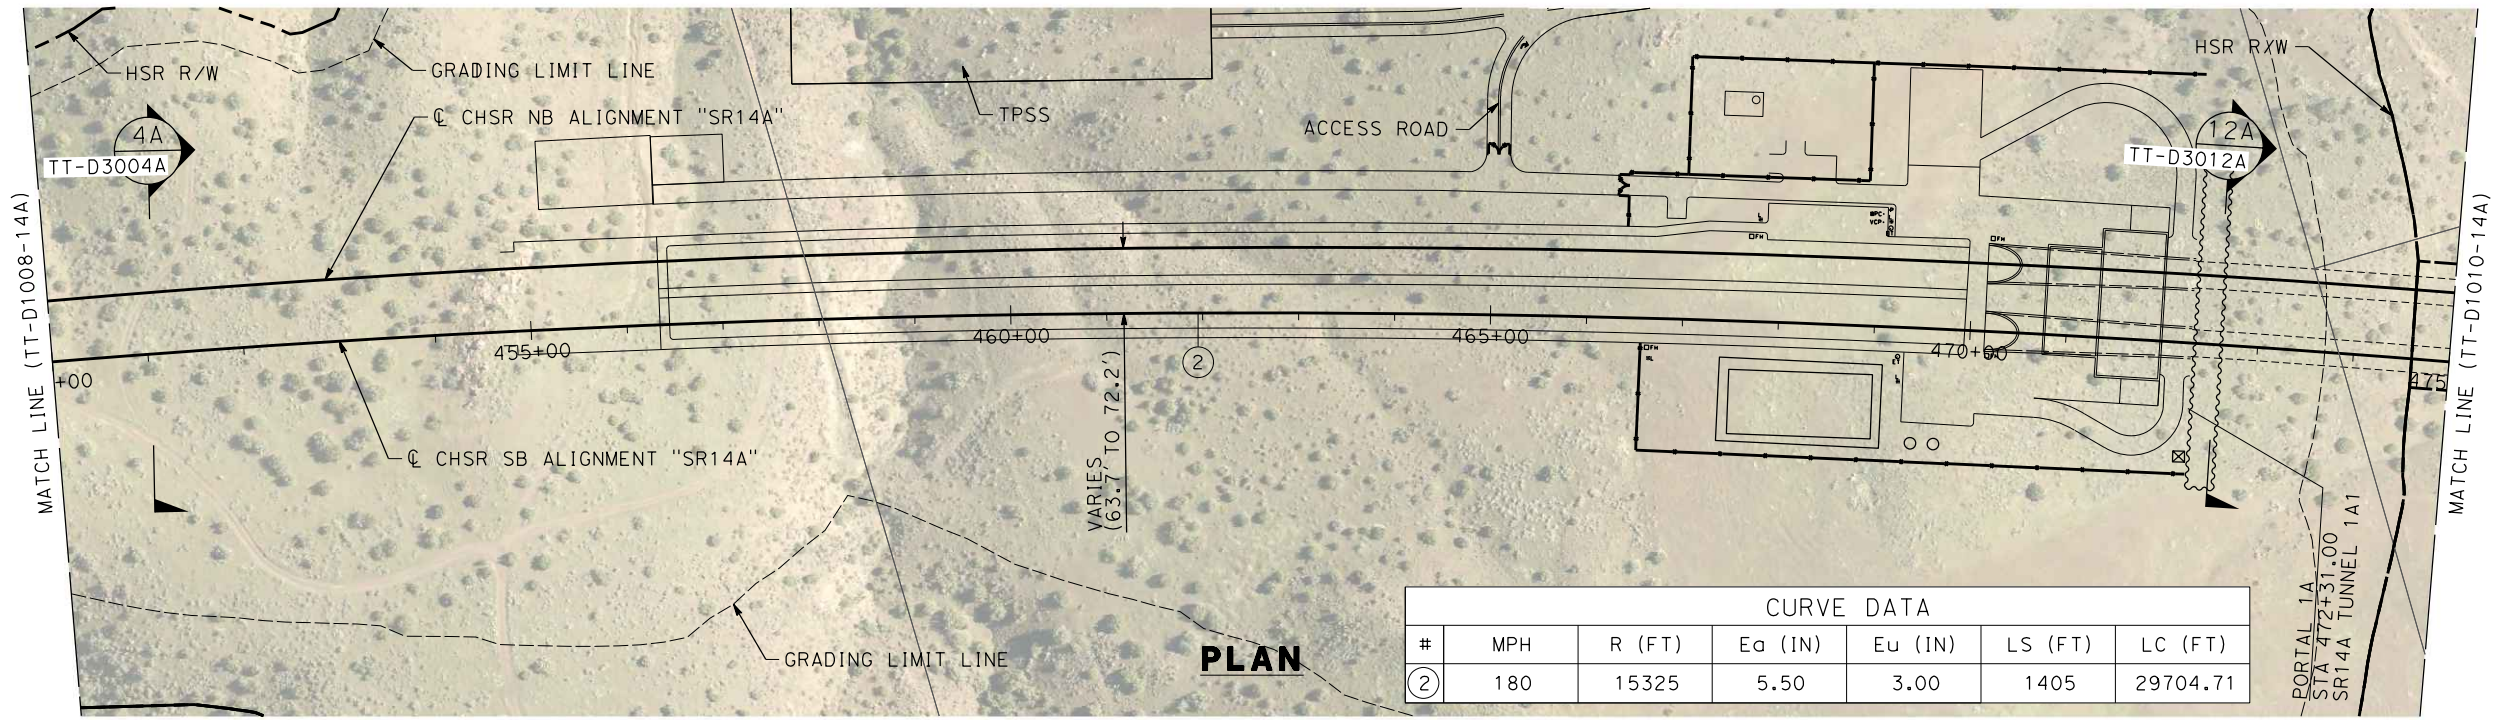 HSR R/W
GRADING LIMIT LINE
℄ CHSR NB ALIGNMENT "SR14A"
4A
TT-D3004A
TPSS
ACCESS ROAD
HSR R/W
12A
TT-D3012A
MATCH LINE (TT-D1008-14A)
MATCH LINE (TT-D1010-14A)
FH
FH
FH
+00
455+00
460+00
465+00
470+00
475
2
VARIES
(63.7' TO 72.2')
℄ CHSR SB ALIGNMENT "SR14A"
GRADING LIMIT LINE
PLAN
PORTAL 1A
STA 472+31.00
SR14A TUNNEL 1A1
CURVE DATA
# MPH R (FT) Ea (IN) Eu (IN) LS (FT) LC (FT)
2 180 15325 5.50 3.00 1405 29704.71